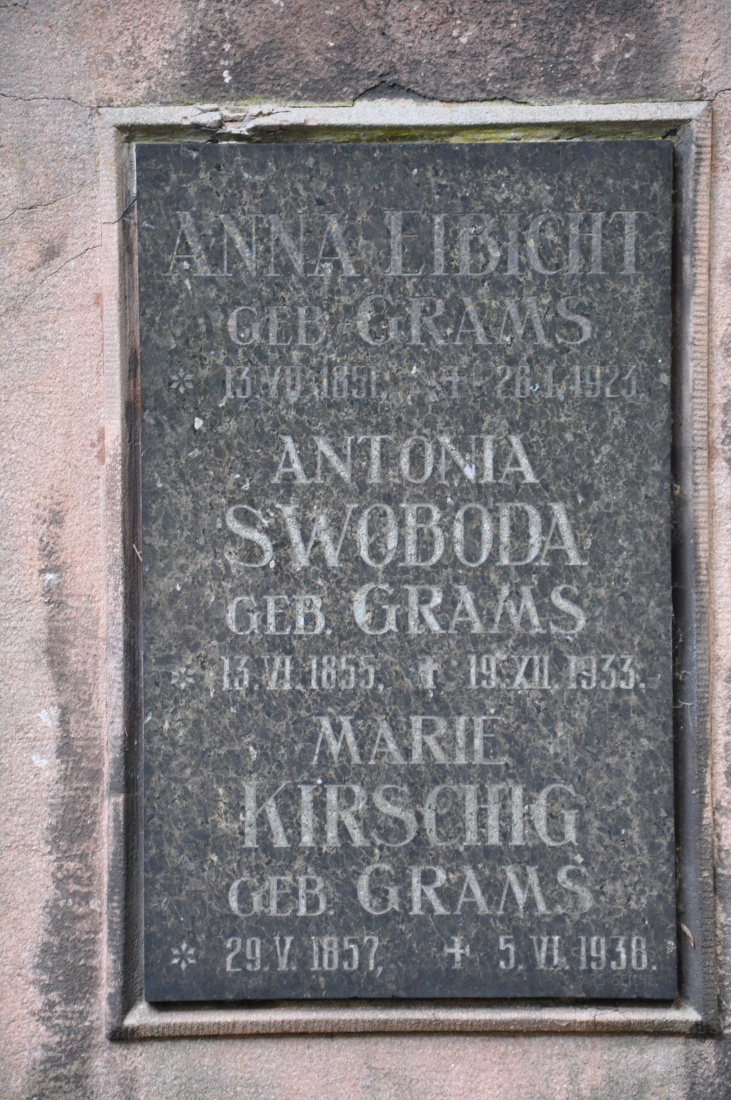 ANNA EIBICHT
GEB. GRAMS
* 13.VII.1851, ✝ 26.I.1923.
ANTONIA
SWOBODA
GEB. GRAMS
* 13.VI.1855, ✝ 19.XII.1933.
MARIE
KIRSCHIG
GEB. GRAMS
* 29.V.1857, ✝ 5.VI.1938.